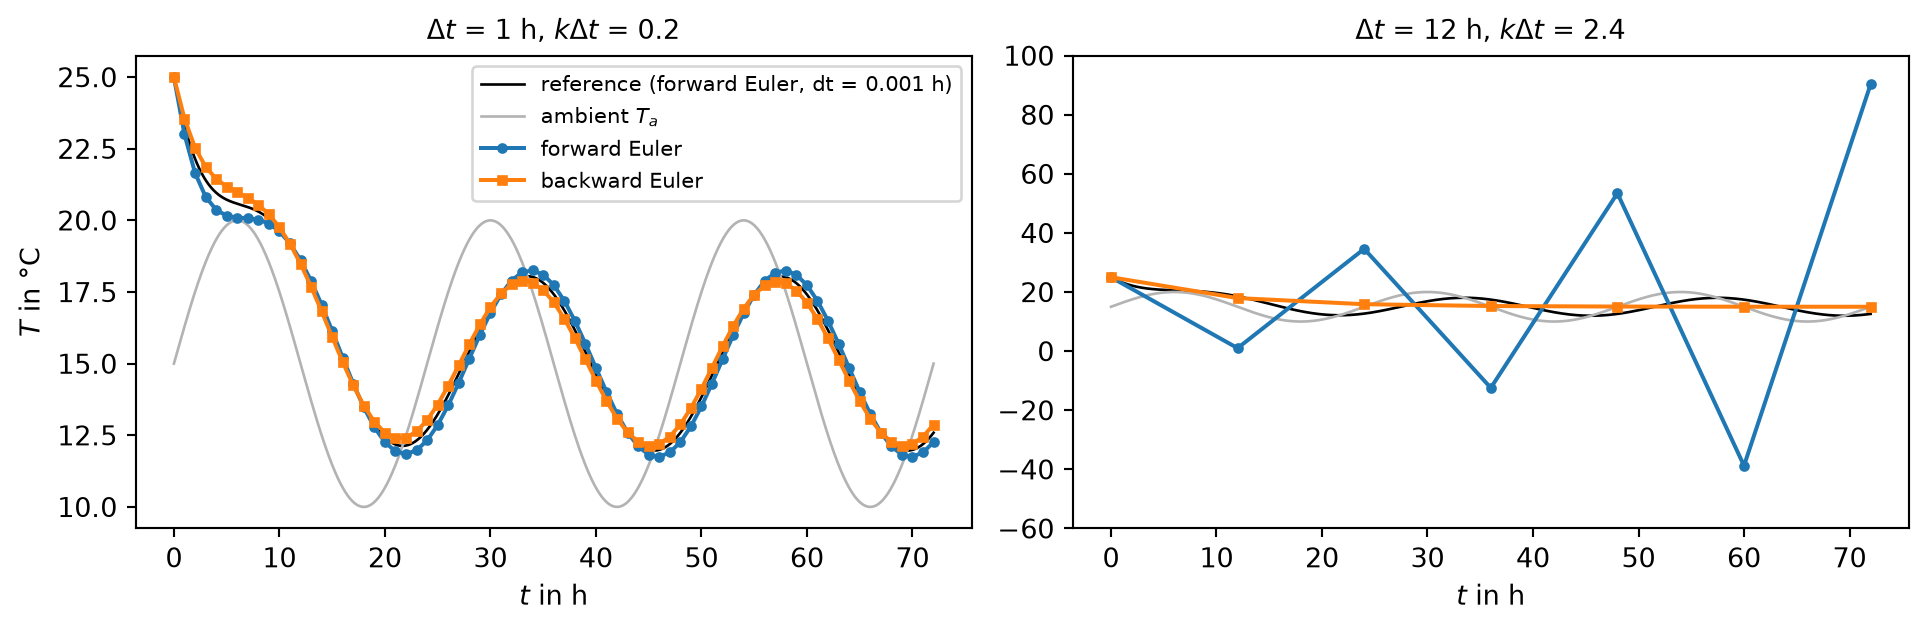 Δt = 1 h, kΔt = 0.2
T in °C
25.0
22.5
20.0
17.5
15.0
12.5
10.0
reference (forward Euler, dt = 0.001 h)
ambient Tₐ
forward Euler
backward Euler
0 10 20 30 40 50 60 70
t in h
Δt = 12 h, kΔt = 2.4
100
80
60
40
20
0
−20
−40
−60
0 10 20 30 40 50 60 70
t in h